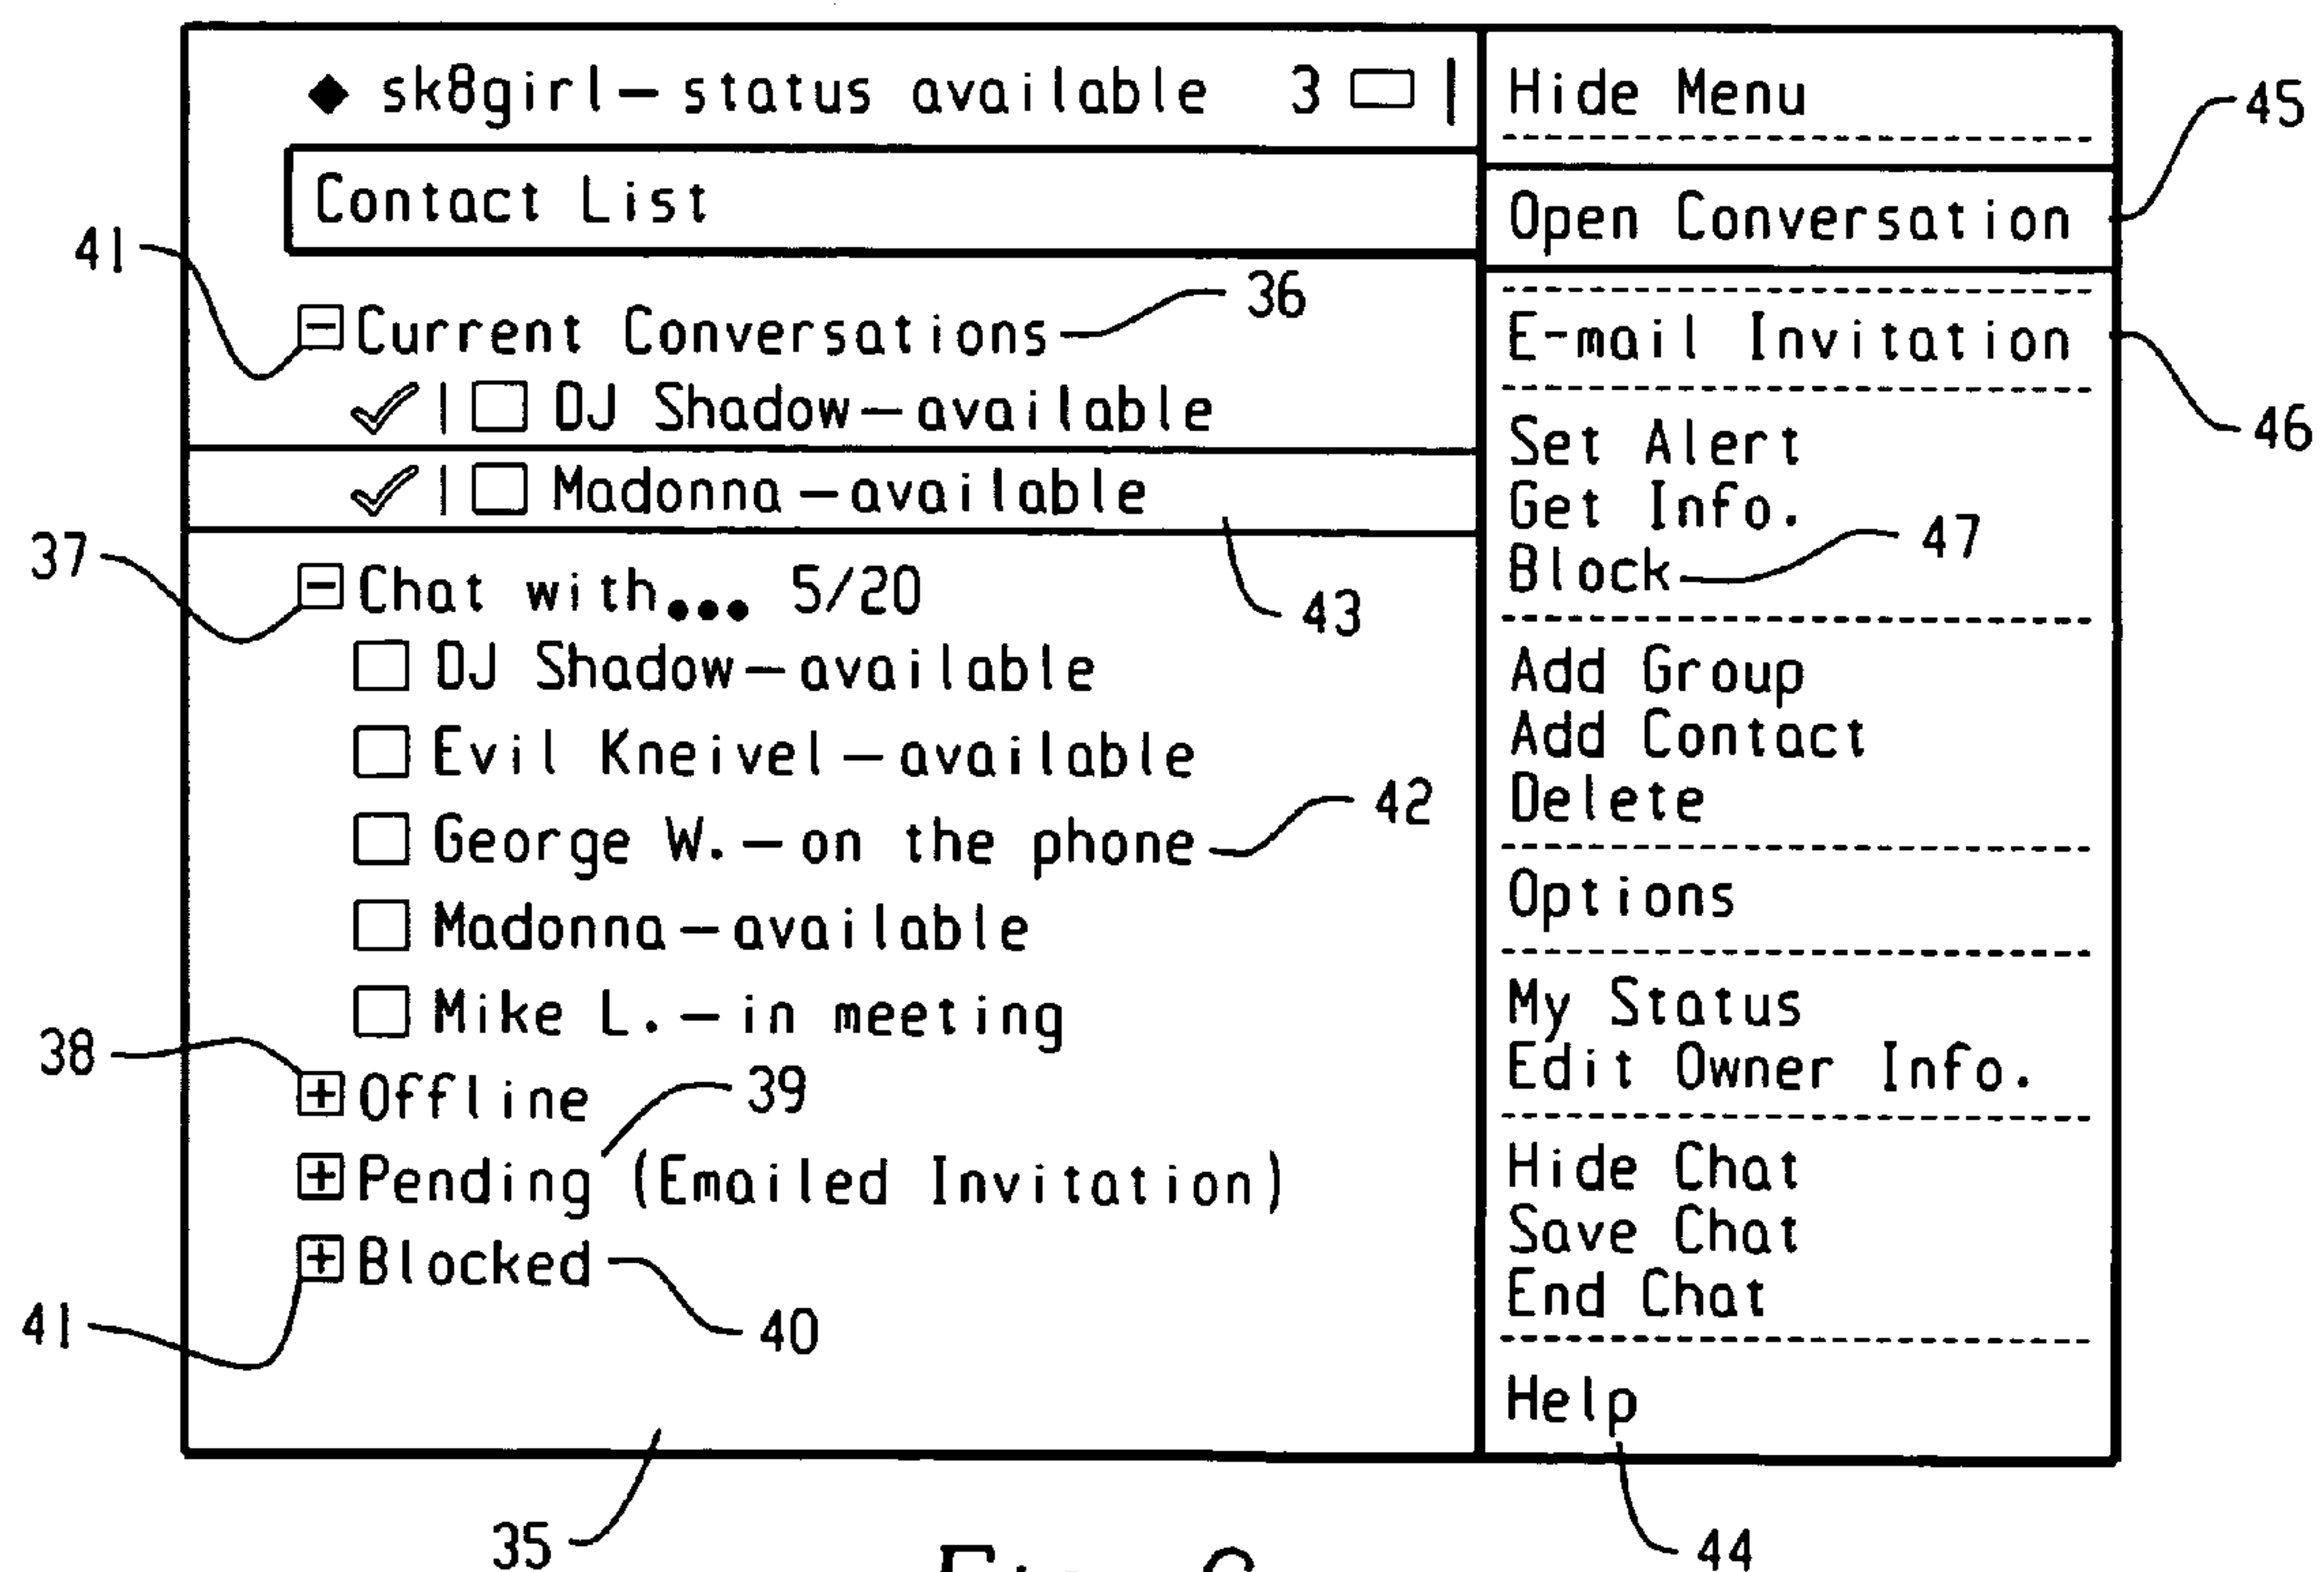 ◆ sk8girl— status available 3
Contact List
Current Conversations
DJ Shadow—available
Madonna—available
Chat with... 5/20
DJ Shadow—available
Evil Kneivel—available
George W.—on the phone
Madonna—available
Mike L.—in meeting
Offline
Pending (Emailed Invitation)
Blocked
Hide Menu
Open Conversation
E-mail Invitation
Set Alert
Get Info.
Block
Add Group
Add Contact
Delete
Options
My Status
Edit Owner Info.
Hide Chat
Save Chat
End Chat
Help
41
36
37
43
42
38
39
41
40
35
45
46
47
44